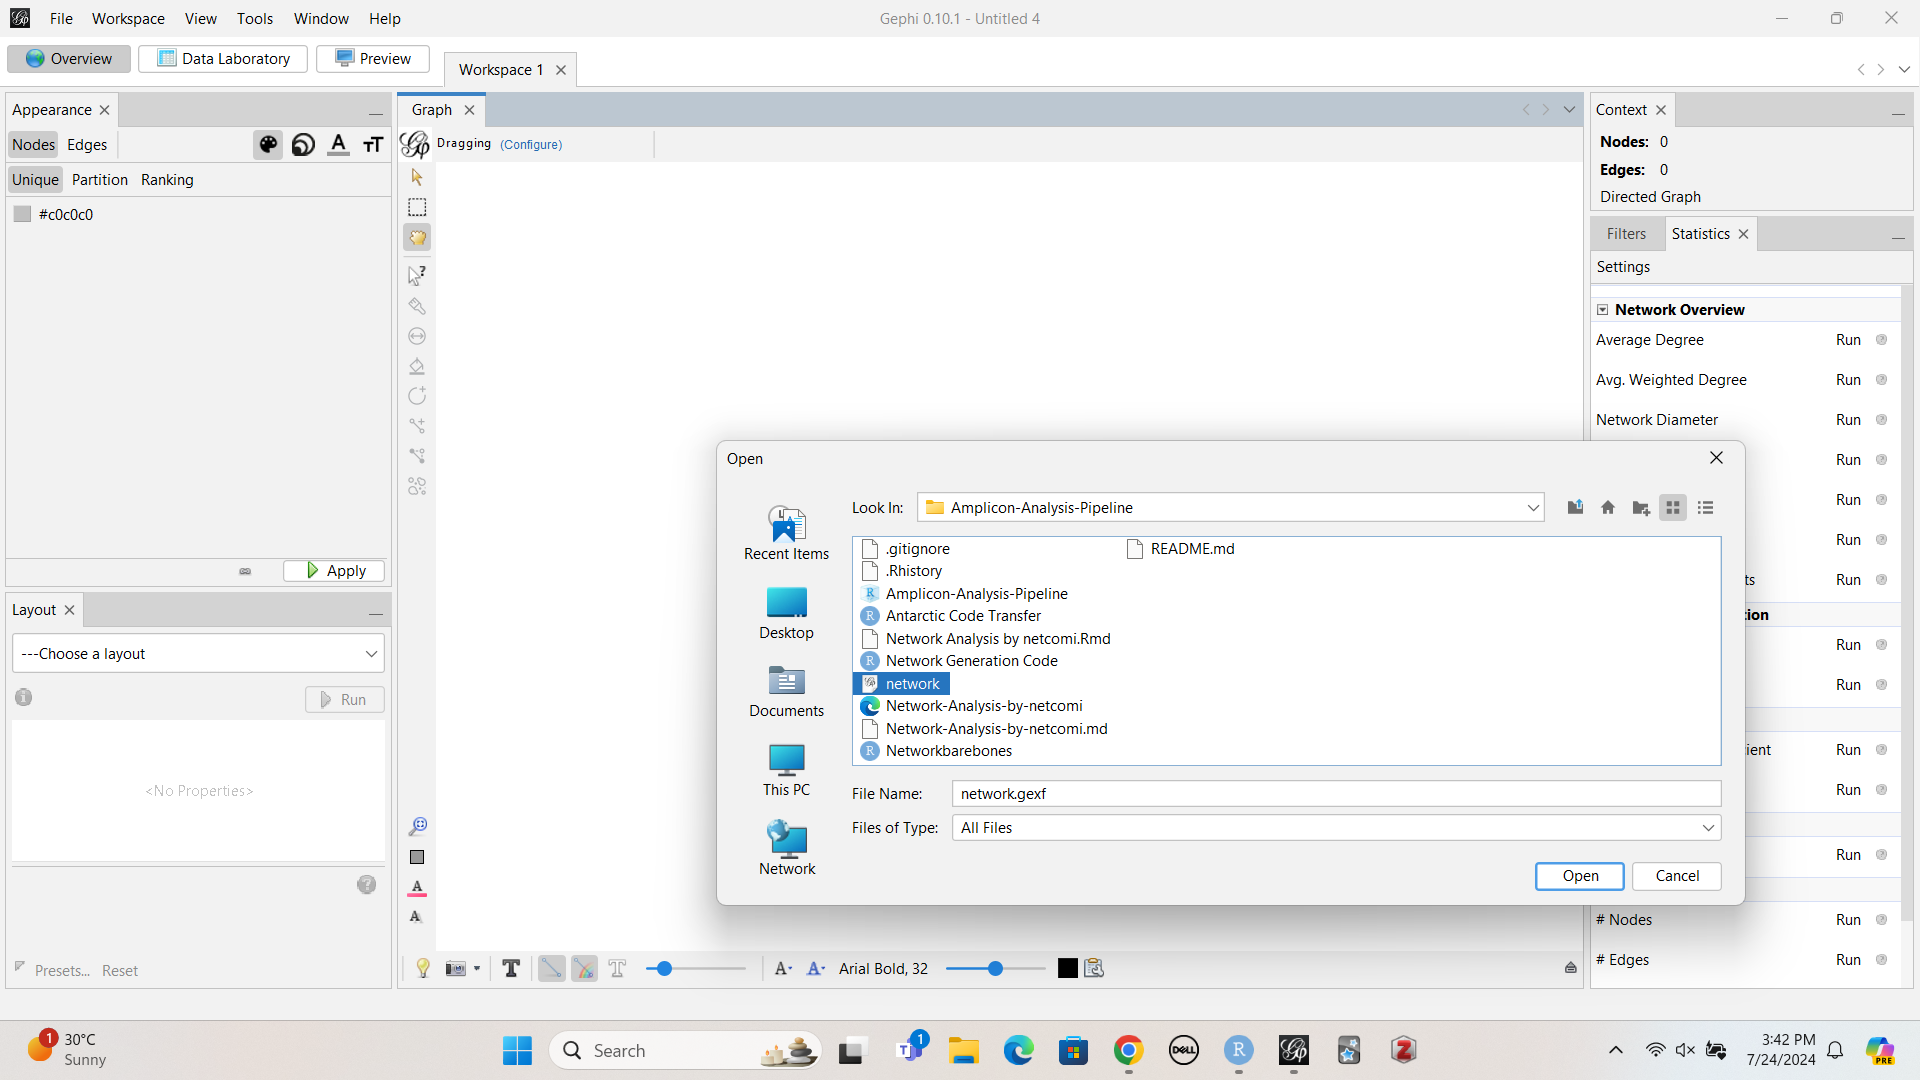 File Workspace View Tools Window Help
Gephi 0.10.1 - Untitled 4
Overview
Data Laboratory
Preview
Workspace 1
Appearance
Nodes Edges
Unique Partition Ranking
#c0c0c0
Apply
Layout
---Choose a layout
Run
<No Properties>
Presets... Reset
Graph
Dragging (Configure)
Arial Bold, 32
Context
Nodes: 0
Edges: 0
Directed Graph
Filters
Statistics
Settings
Network Overview
Average Degree Run
Avg. Weighted Degree Run
Network Diameter Run
Run
Run
Run
ts Run
tion
Run
Run
ient Run
Run
Run
# Nodes Run
# Edges Run
Open
Look In: Amplicon-Analysis-Pipeline
Recent Items
Desktop
Documents
This PC
Network
.gitignore
.Rhistory
Amplicon-Analysis-Pipeline
Antarctic Code Transfer
Network Analysis by netcomi.Rmd
Network Generation Code
network
Network-Analysis-by-netcomi
Network-Analysis-by-netcomi.md
Networkbarebones
README.md
File Name: network.gexf
Files of Type: All Files
Open
Cancel
1
30°C
Sunny
Search
1
DELL
3:42 PM
7/24/2024
PRE